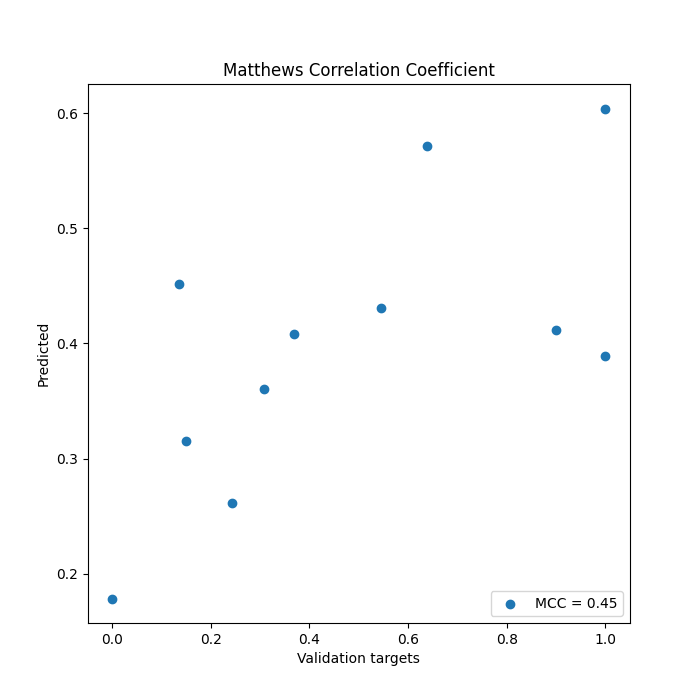 Matthews Correlation Coefficient
0.6
0.5
0.4
0.3
0.2
Predicted
MCC = 0.45
0.0 0.2 0.4 0.6 0.8 1.0
Validation targets